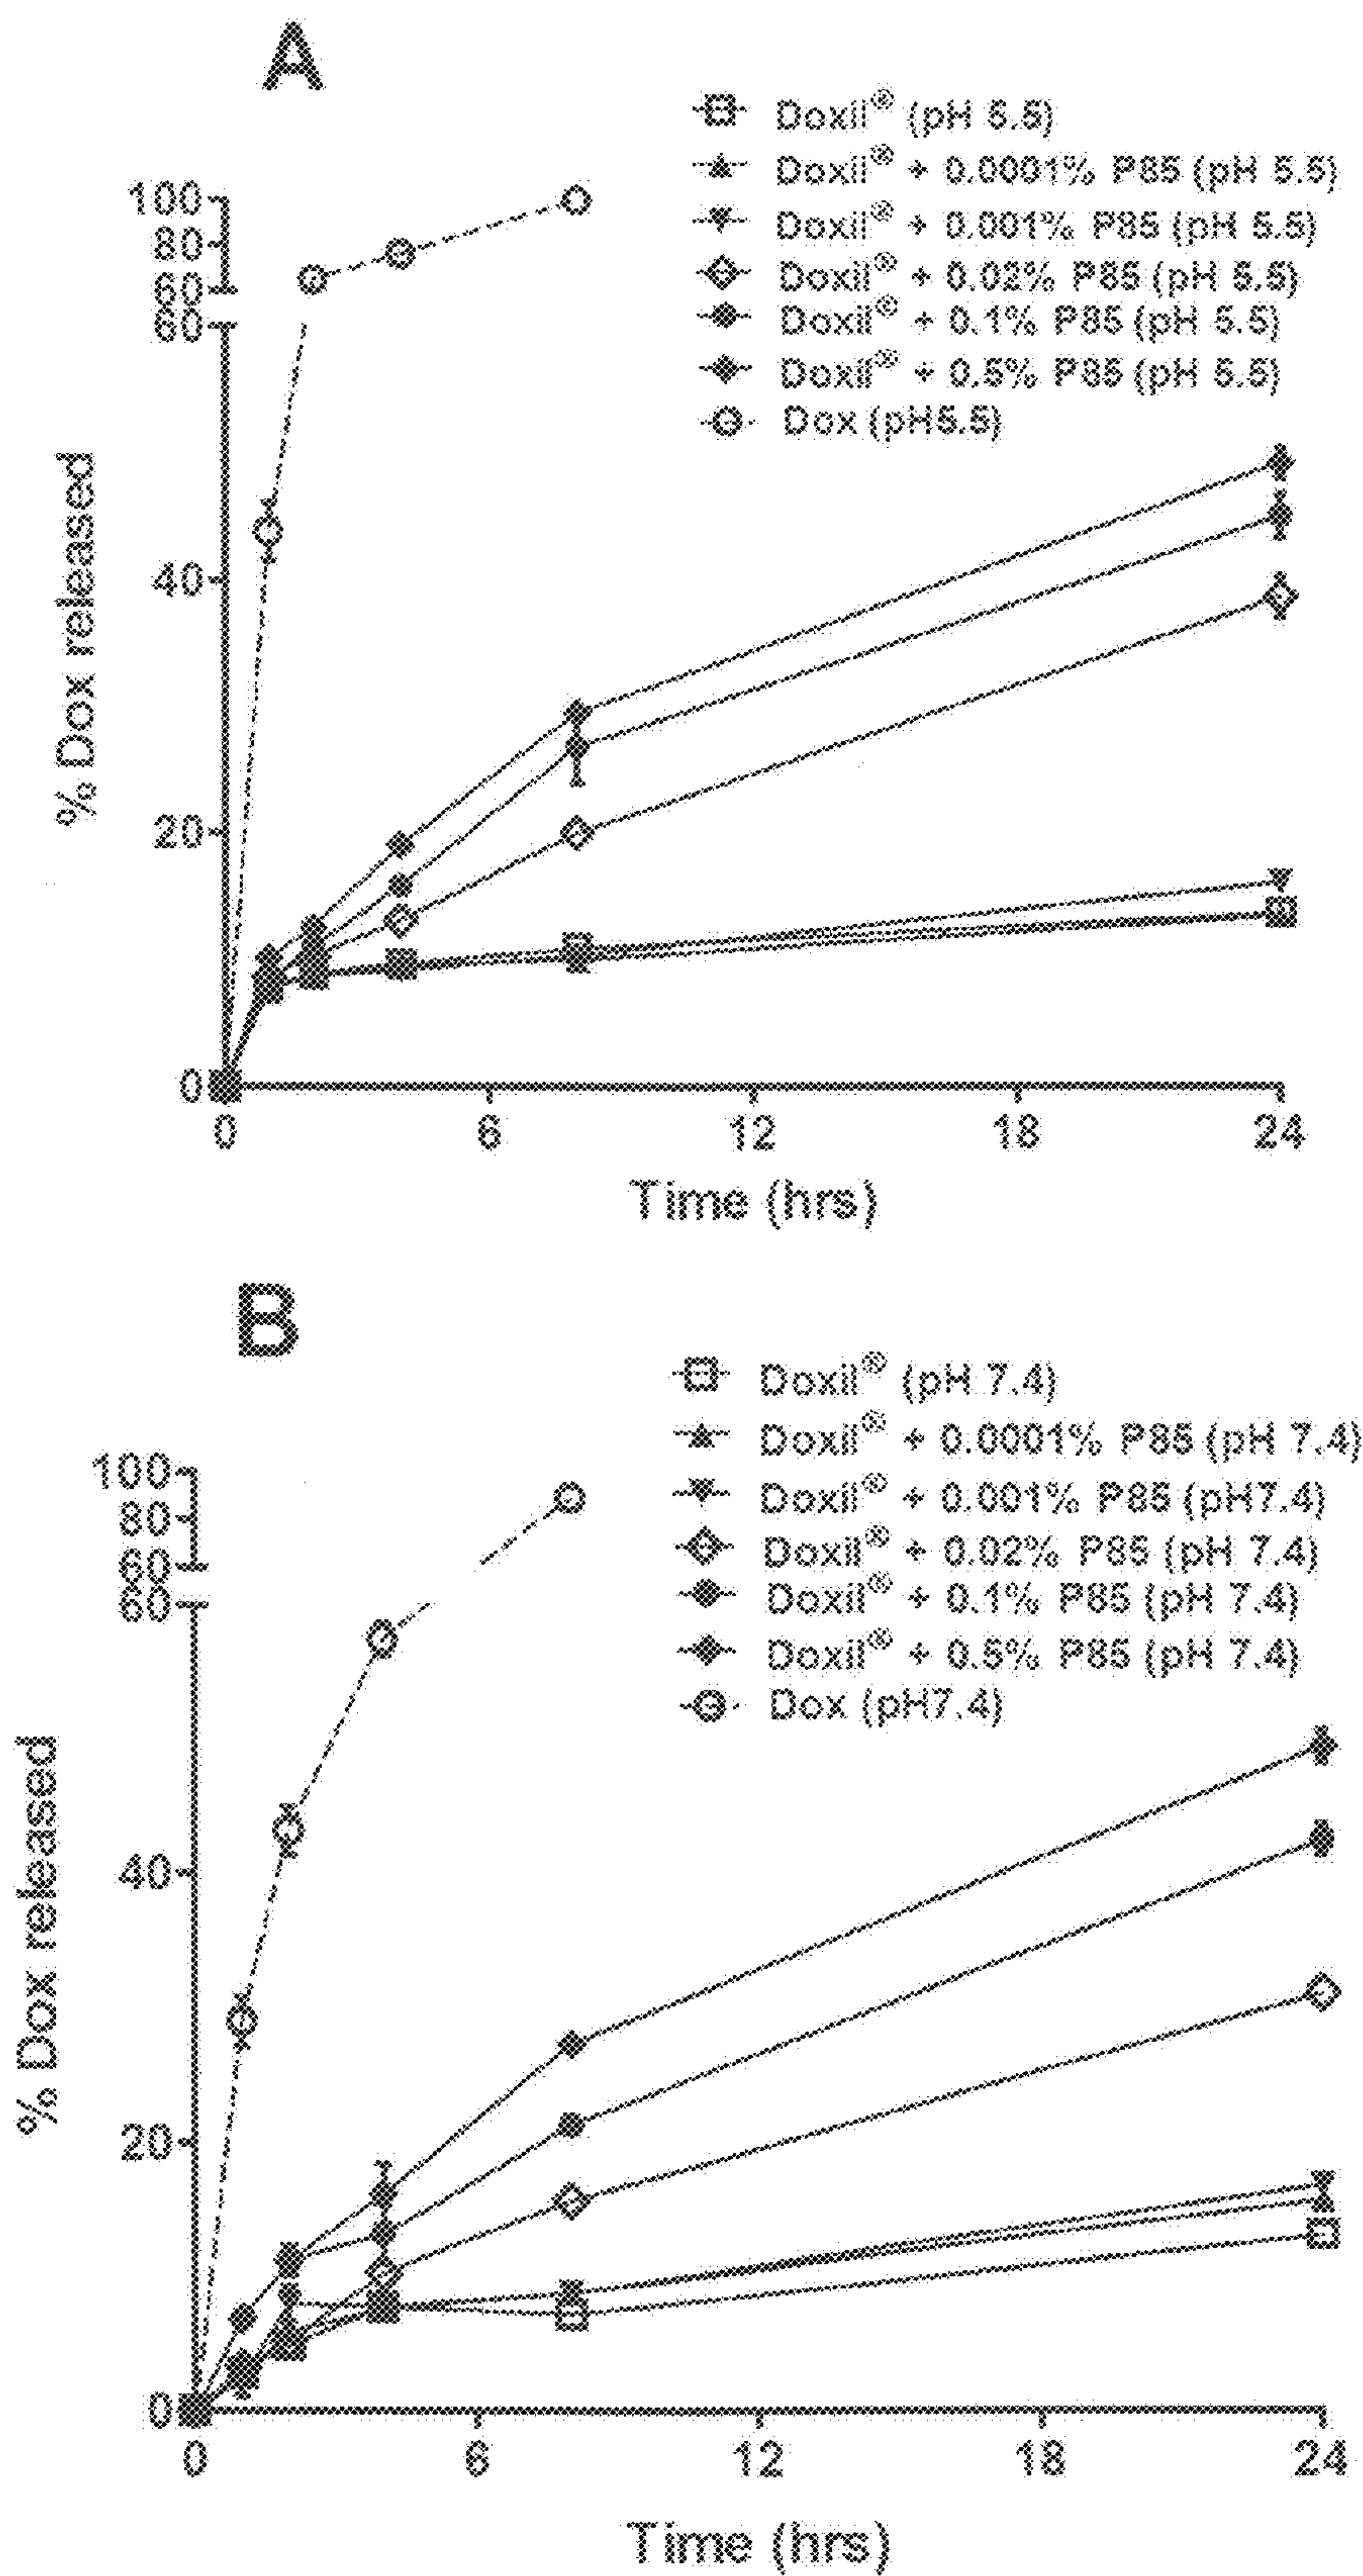 A
Doxil® (pH 5.5)
Doxil® + 0.0001% P85 (pH 5.5)
Doxil® + 0.001% P85 (pH 5.5)
Doxil® + 0.02% P85 (pH 5.5)
Doxil® + 0.1% P85 (pH 5.5)
Doxil® + 0.5% P85 (pH 5.5)
Dox (pH5.5)
100
80
60
60
40
20
0
% Dox released
0 6 12 18 24
Time (hrs)
B
Doxil® (pH 7.4)
Doxil® + 0.0001% P85 (pH 7.4)
Doxil® + 0.001% P85 (pH7.4)
Doxil® + 0.02% P85 (pH 7.4)
Doxil® + 0.1% P85 (pH 7.4)
Doxil® + 0.5% P85 (pH 7.4)
Dox (pH7.4)
100
80
60
60
40
20
0
% Dox released
0 6 12 18 24
Time (hrs)